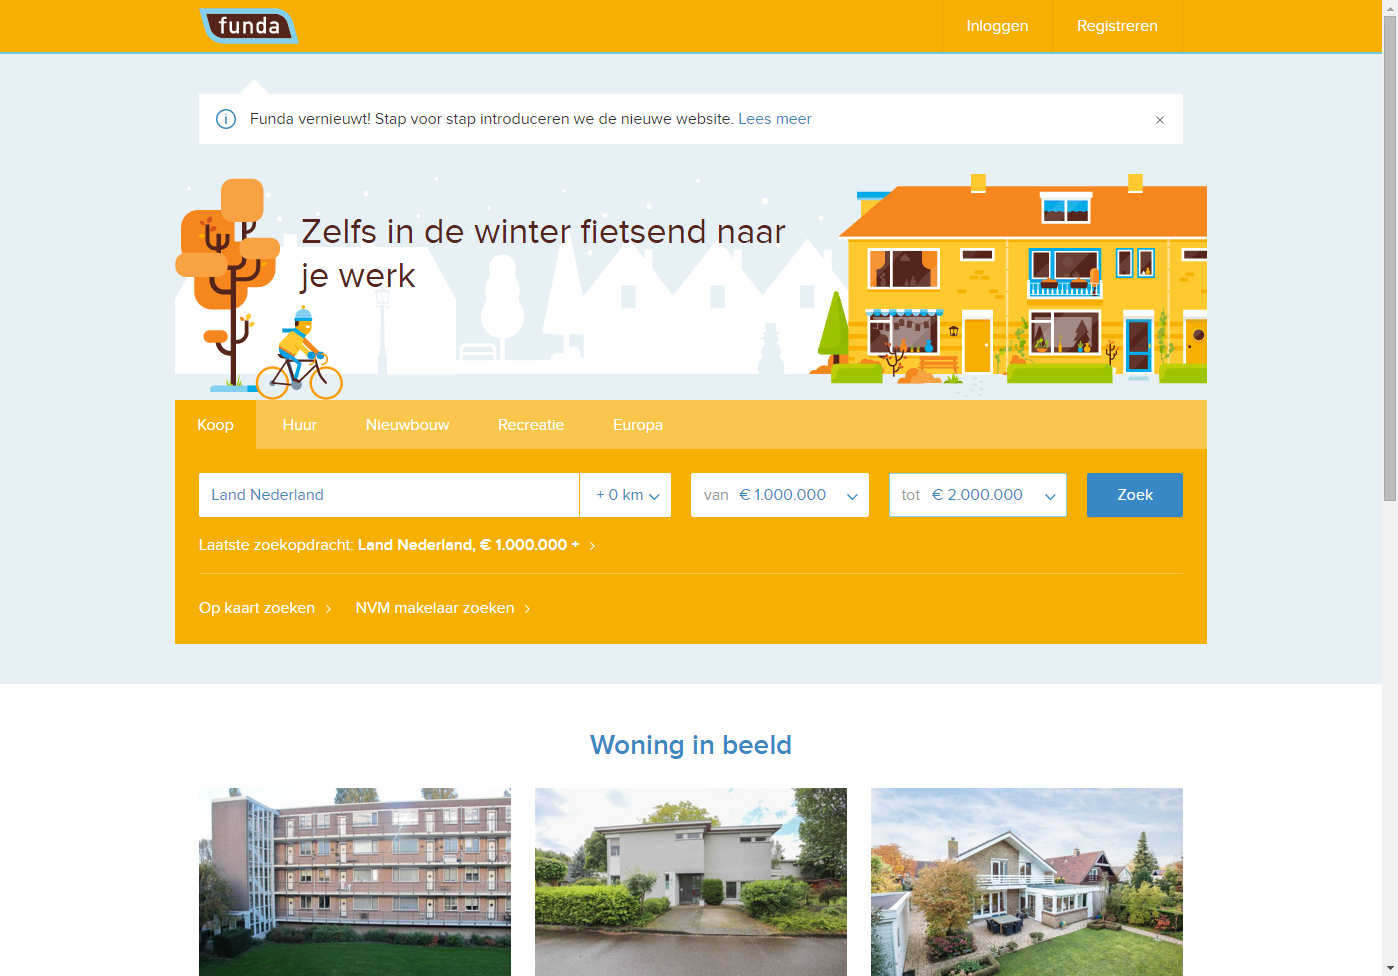 funda
Inloggen
Registreren
Funda vernieuwt! Stap voor stap introduceren we de nieuwe website. Lees meer
Zelfs in de winter fietsend naar
je werk
Koop
Huur
Nieuwbouw
Recreatie
Europa
Land Nederland
+ 0 km
van € 1.000.000
tot € 2.000.000
Zoek
Laatste zoekopdracht: Land Nederland, € 1.000.000 +
Op kaart zoeken
NVM makelaar zoeken
Woning in beeld